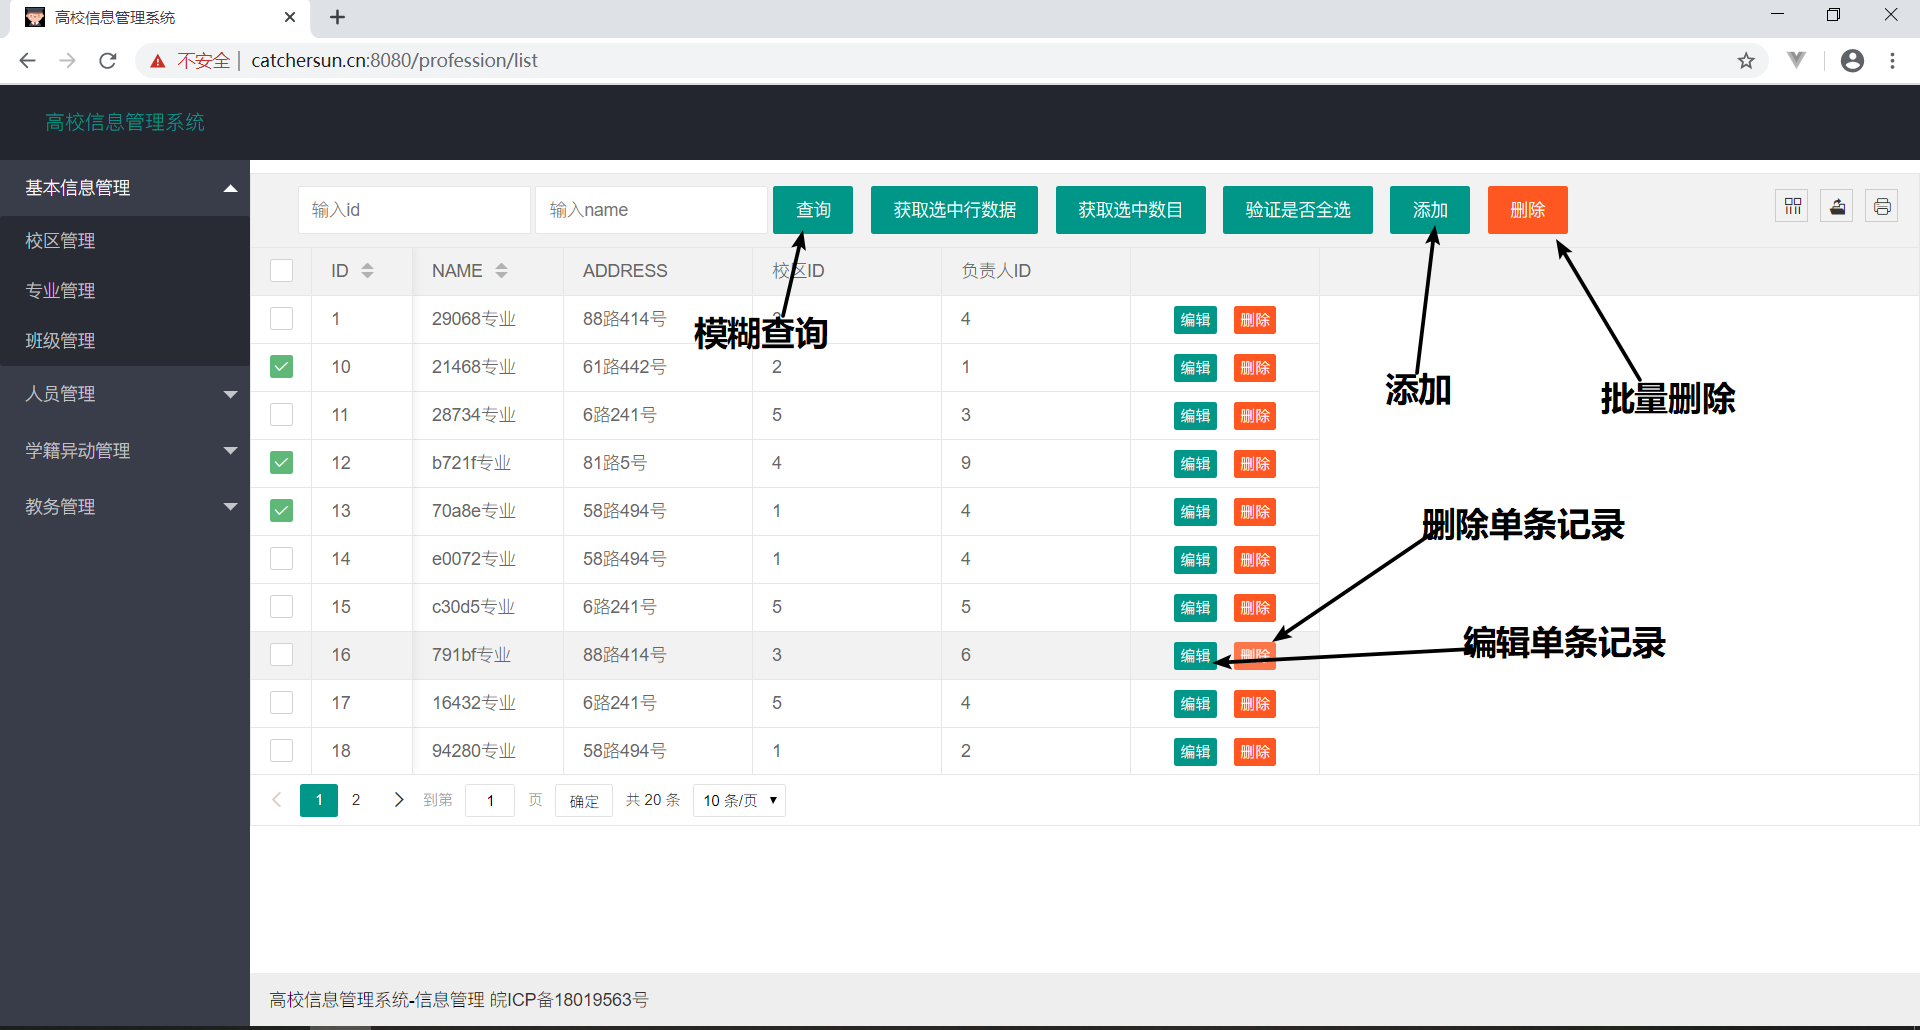 高校信息管理系统
不安全 | catchersun.cn:8080/profession/list
高校信息管理系统
基本信息管理
校区管理
专业管理
班级管理
人员管理
学籍异动管理
教务管理
输入id 输入name 查询 获取选中行数据 获取选中数目 验证是否全选 添加 删除
ID NAME ADDRESS 校区ID 负责人ID
1 29068专业 88路414号 4 编辑 删除
10 21468专业 61路442号 2 1 编辑 删除
11 28734专业 6路241号 5 3 编辑 删除
12 b721f专业 81路5号 4 9 编辑 删除
13 70a8e专业 58路494号 1 4 编辑 删除
14 e0072专业 58路494号 1 4 编辑 删除
15 c30d5专业 6路241号 5 5 编辑 删除
16 791bf专业 88路414号 3 6 编辑 删除
17 16432专业 6路241号 5 4 编辑 删除
18 94280专业 58路494号 1 2 编辑 删除
模糊查询
添加
批量删除
删除单条记录
编辑单条记录
1 2 到第 1 页 确定 共 20 条 10 条/页
高校信息管理系统-信息管理 皖ICP备18019563号